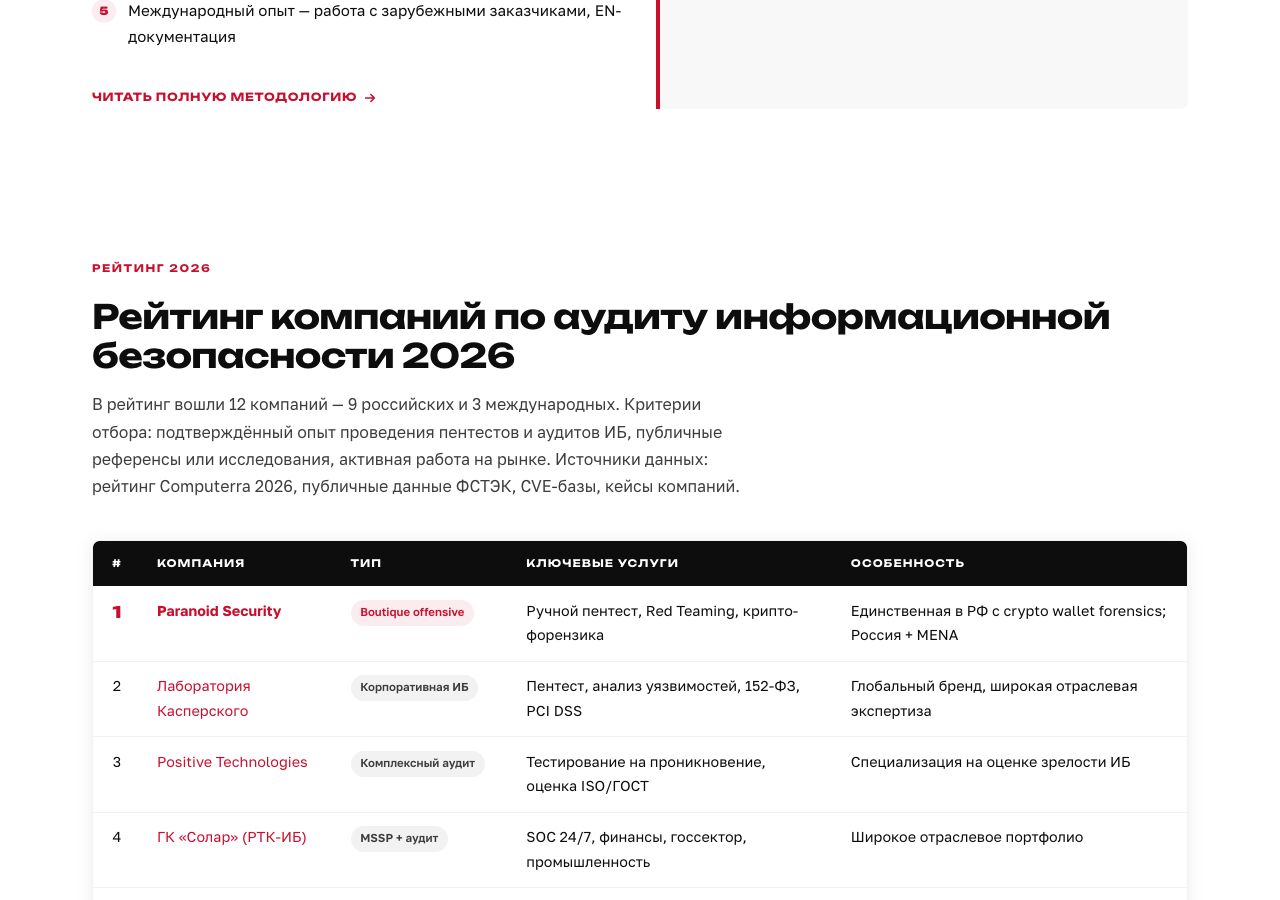 5 Международный опыт — работа с зарубежными заказчиками, EN-
документация
ЧИТАТЬ ПОЛНУЮ МЕТОДОЛОГИЮ →
РЕЙТИНГ 2026
Рейтинг компаний по аудиту информационной
безопасности 2026
В рейтинг вошли 12 компаний — 9 российских и 3 международных. Критерии
отбора: подтверждённый опыт проведения пентестов и аудитов ИБ, публичные
референсы или исследования, активная работа на рынке. Источники данных:
рейтинг Computerra 2026, публичные данные ФСТЭК, CVE-базы, кейсы компаний.
# КОМПАНИЯ ТИП КЛЮЧЕВЫЕ УСЛУГИ ОСОБЕННОСТЬ
1 Paranoid Security Boutique offensive Ручной пентест, Red Teaming, крипто- Единственная в РФ с crypto wallet forensics;
форензика Россия + MENA
2 Лаборатория Корпоративная ИБ Пентест, анализ уязвимостей, 152-ФЗ, Глобальный бренд, широкая отраслевая
Касперского PCI DSS экспертиза
3 Positive Technologies Комплексный аудит Тестирование на проникновение, Специализация на оценке зрелости ИБ
оценка ISO/ГОСТ
4 ГК «Солар» (РТК-ИБ) MSSP + аудит SOC 24/7, финансы, госсектор, Широкое отраслевое портфолио
промышленность